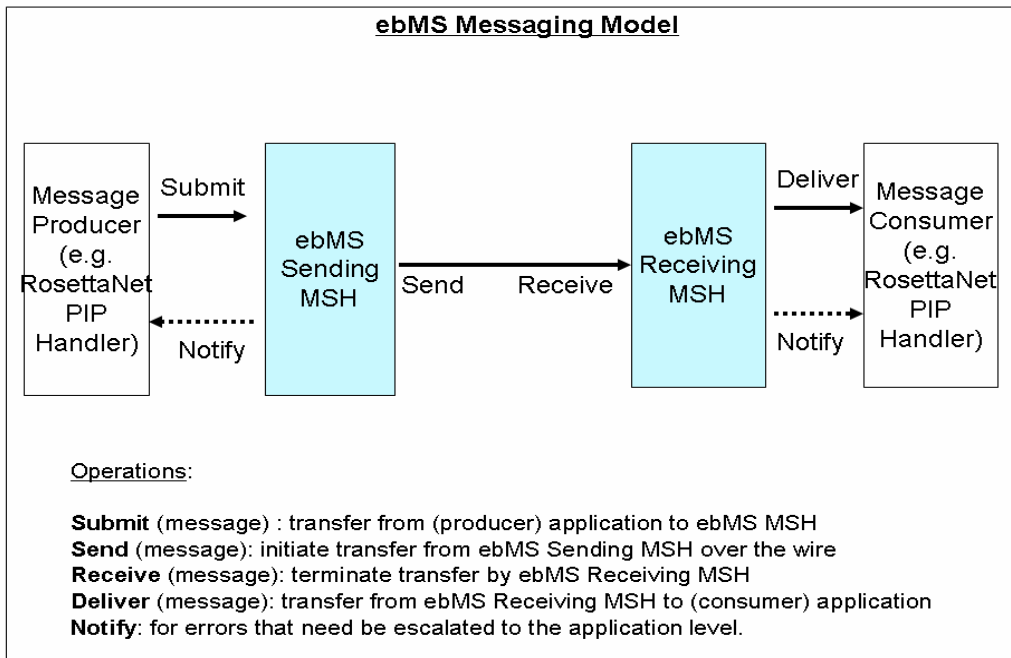 ebMS Messaging Model
Message
Producer
(e.g.
RosettaNet
PIP
Handler)
Submit
Notify
ebMS
Sending
MSH
Send
Receive
ebMS
Receiving
MSH
Deliver
Notify
Message
Consumer
(e.g.
RosettaNet
PIP
Handler)
Operations:
Submit (message) : transfer from (producer) application to ebMS MSH
Send (message): initiate transfer from ebMS Sending MSH over the wire
Receive (message): terminate transfer by ebMS Receiving MSH
Deliver (message): transfer from ebMS Receiving MSH to (consumer) application
Notify: for errors that need be escalated to the application level.